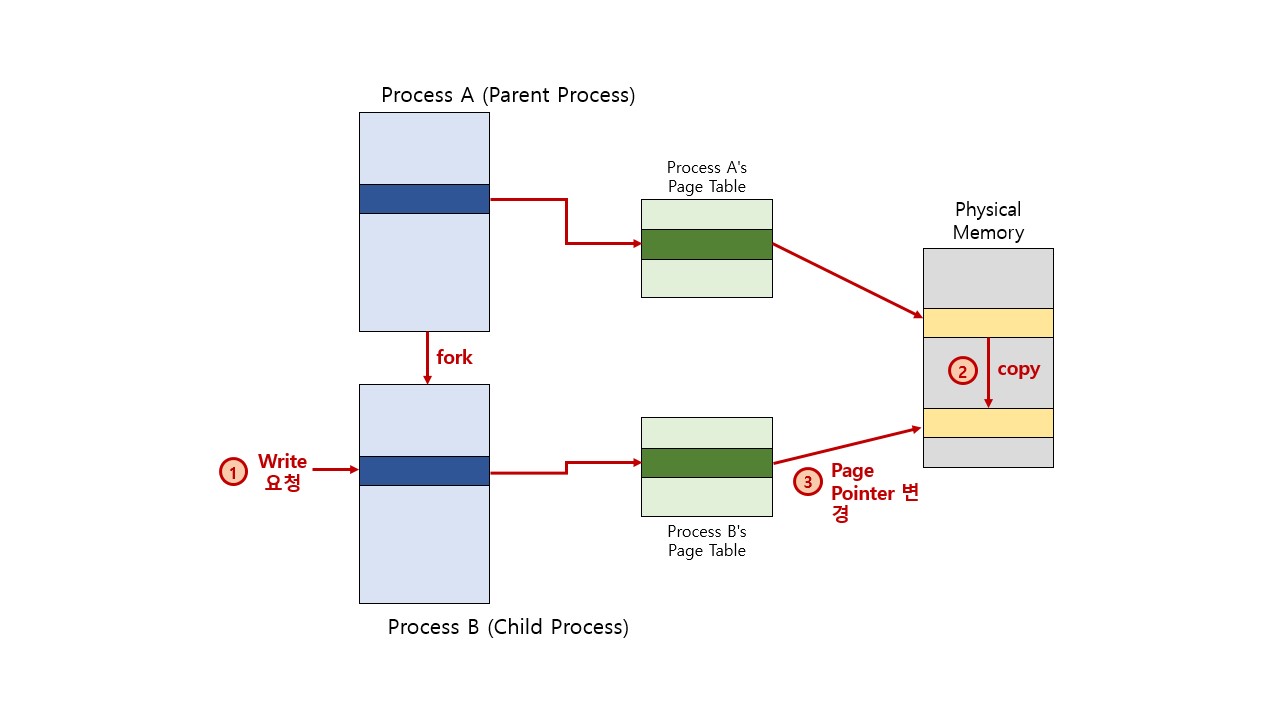 Process A (Parent Process)
Process A's
Page Table
Physical
Memory
fork
2
copy
1
Write
요청
3
Page
Pointer 변
경
Process B's
Page Table
Process B (Child Process)